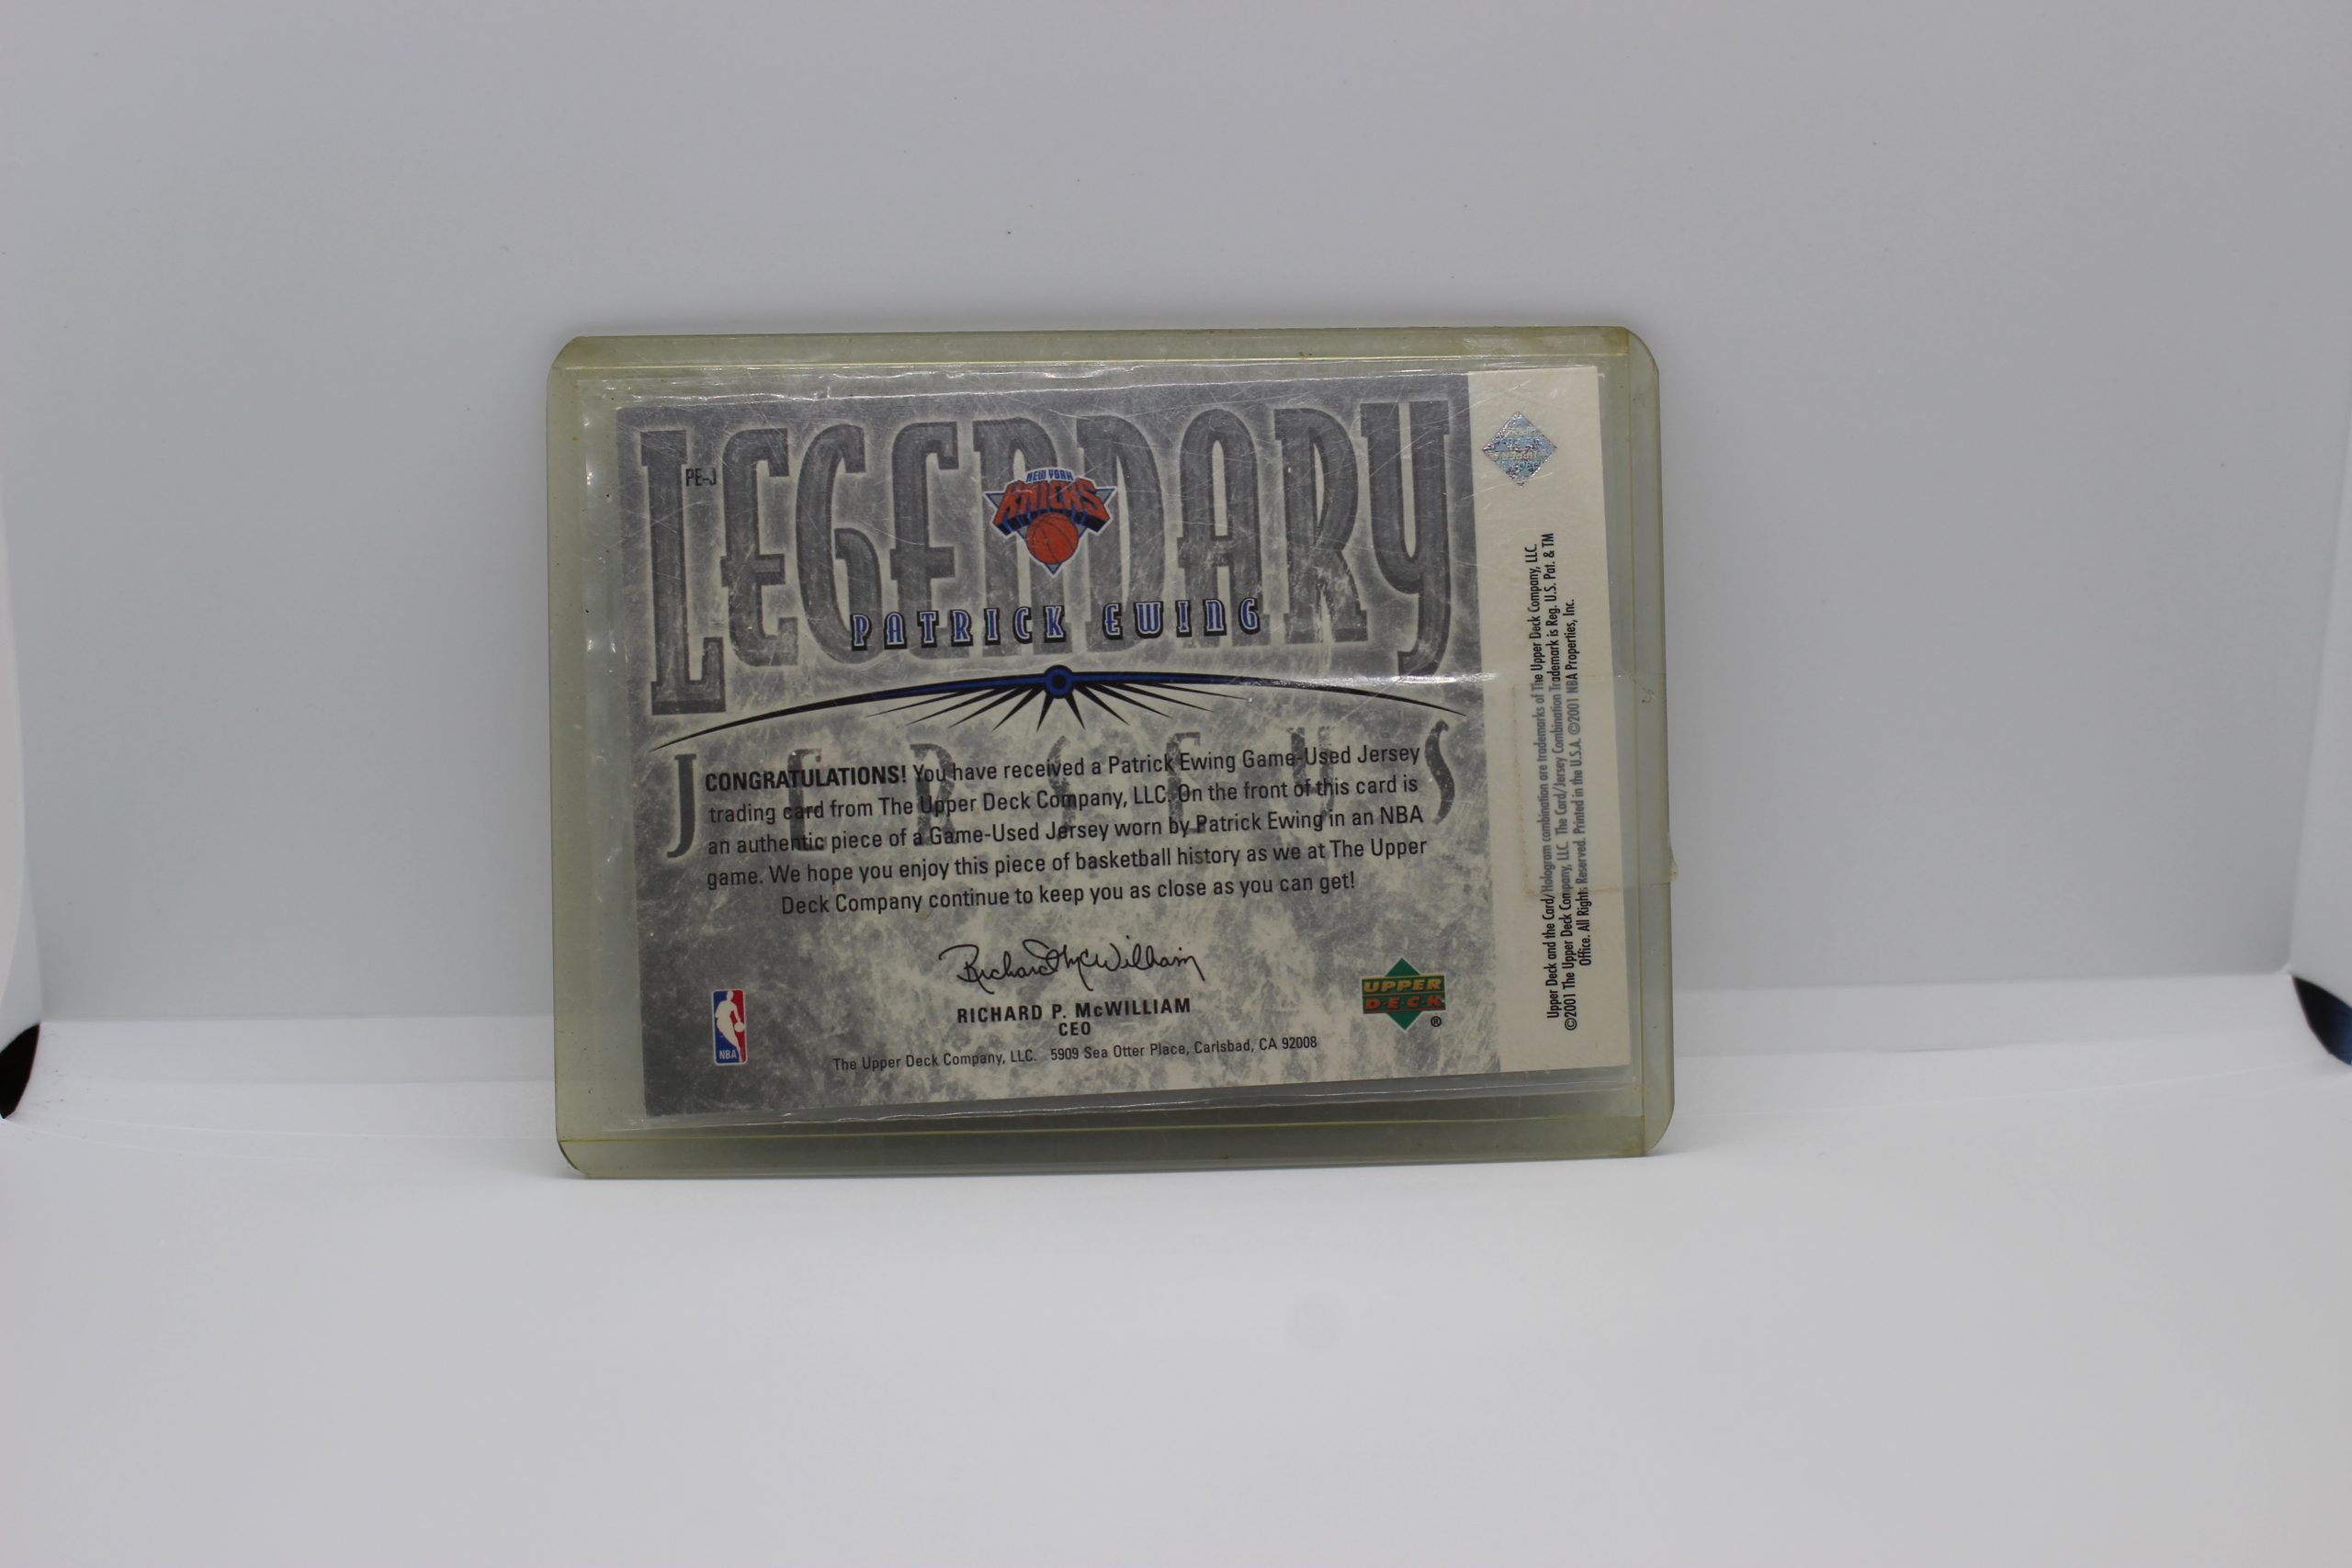 LEGENDARY
PE-J
NEW YORK
KNICKS
PATRICK EWING
JERSEYS
CONGRATULATIONS! You have received a Patrick Ewing Game-Used Jersey
trading card from The Upper Deck Company, LLC. On the front of this card is
an authentic piece of a Game-Used Jersey worn by Patrick Ewing in an NBA
game. We hope you enjoy this piece of basketball history as we at The Upper
Deck Company continue to keep you as close as you can get!
Richard McWilliam
RICHARD P. McWILLIAM
CEO
The Upper Deck Company, LLC. 5909 Sea Otter Place, Carlsbad, CA 92008
NBA
UPPER
DECK
®
Upper Deck and the Card/Hologram combination are trademarks of The Upper Deck Company, LLC.
©2001 The Upper Deck Company, LLC. The Card/Jersey Combination Trademark is Reg. U.S. Pat. & TM
Office. All Rights Reserved. Printed in the U.S.A. ©2001 NBA Properties, Inc.